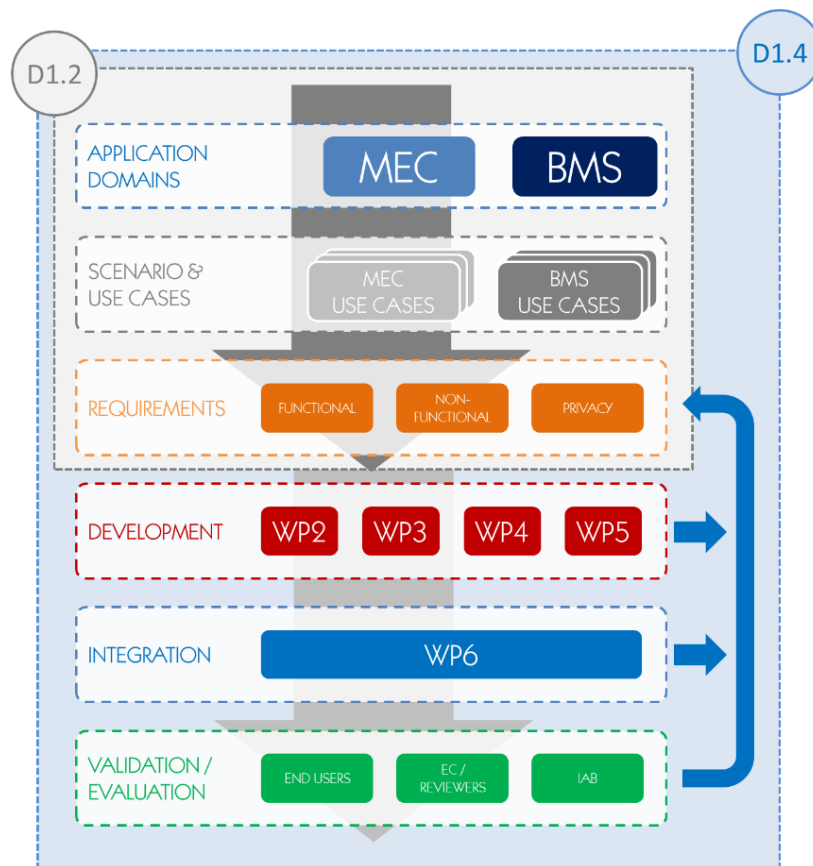 D1.2
D1.4
APPLICATION
DOMAINS
MEC
BMS
SCENARIO &
USE CASES
MEC
USE CASES
BMS
USE CASES
REQUIREMENTS
FUNCTIONAL
NON-
FUNCTIONAL
PRIVACY
DEVELOPMENT
WP2
WP3
WP4
WP5
INTEGRATION
WP6
VALIDATION /
EVALUATION
END USERS
EC /
REVIEWERS
IAB